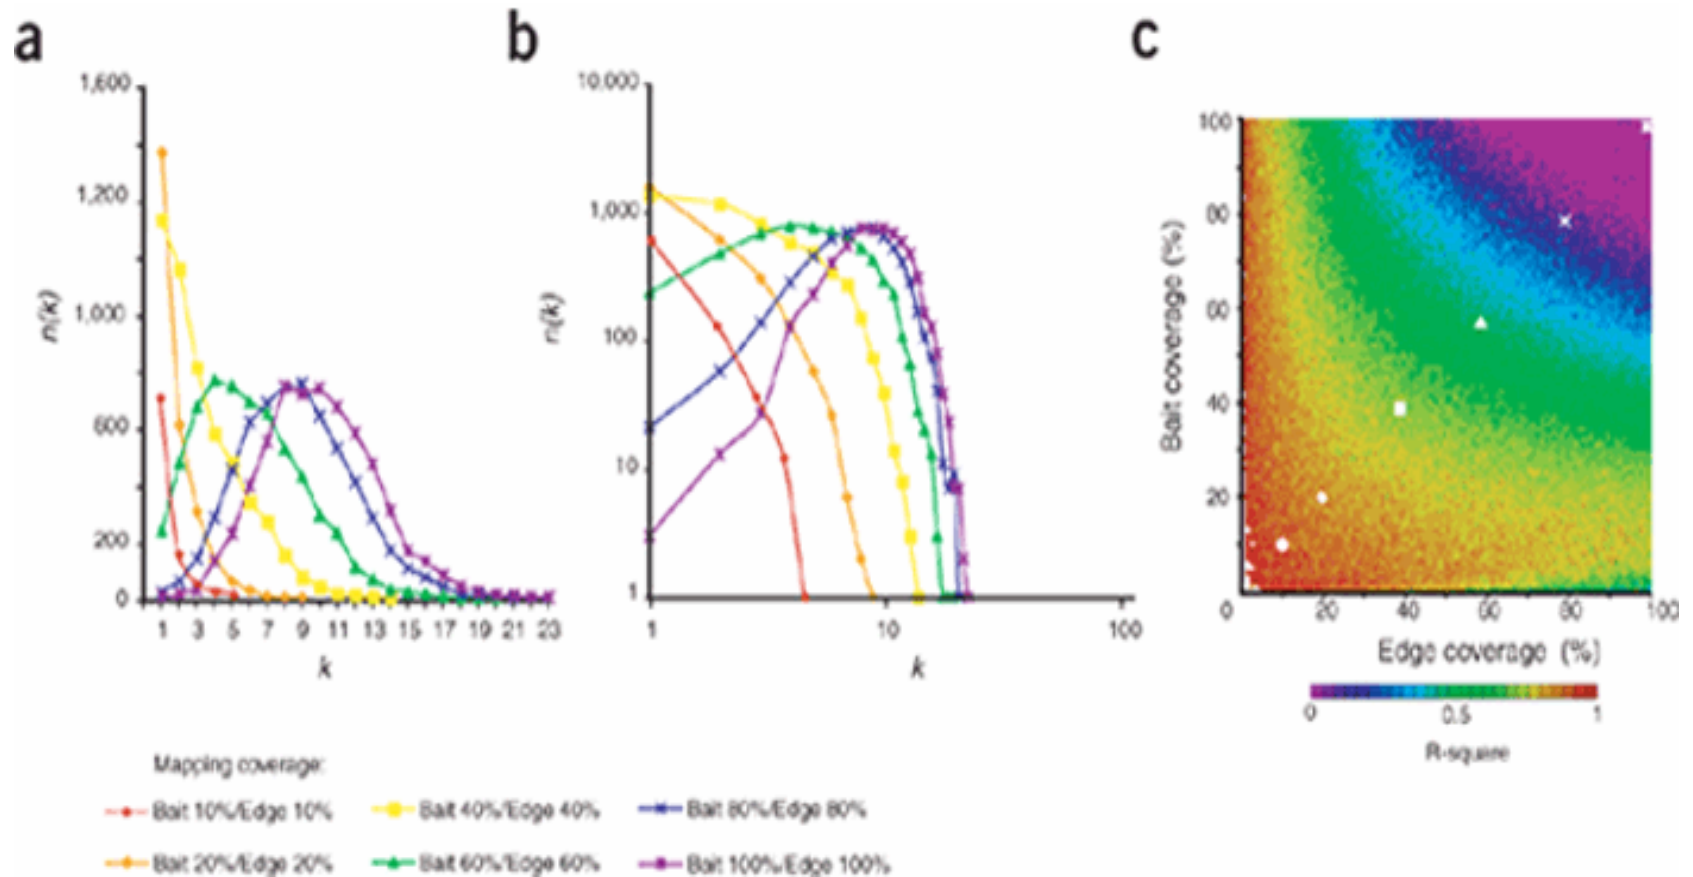 a
b
c
1,600
1,200
1,000
600
200
0
n(k)
1 3 5 7 9 11 13 15 17 19 21 23
k
10,000
1,000
100
10
1
n(k)
1 10 100
k
100
80
60
40
20
Bait coverage (%)
0 20 40 60 80 100
Edge coverage (%)
0 0.5 1
R-square
Mapping coverage:
Bait 10%/Edge 10%
Bait 40%/Edge 40%
Bait 80%/Edge 80%
Bait 20%/Edge 20%
Bait 60%/Edge 60%
Bait 100%/Edge 100%